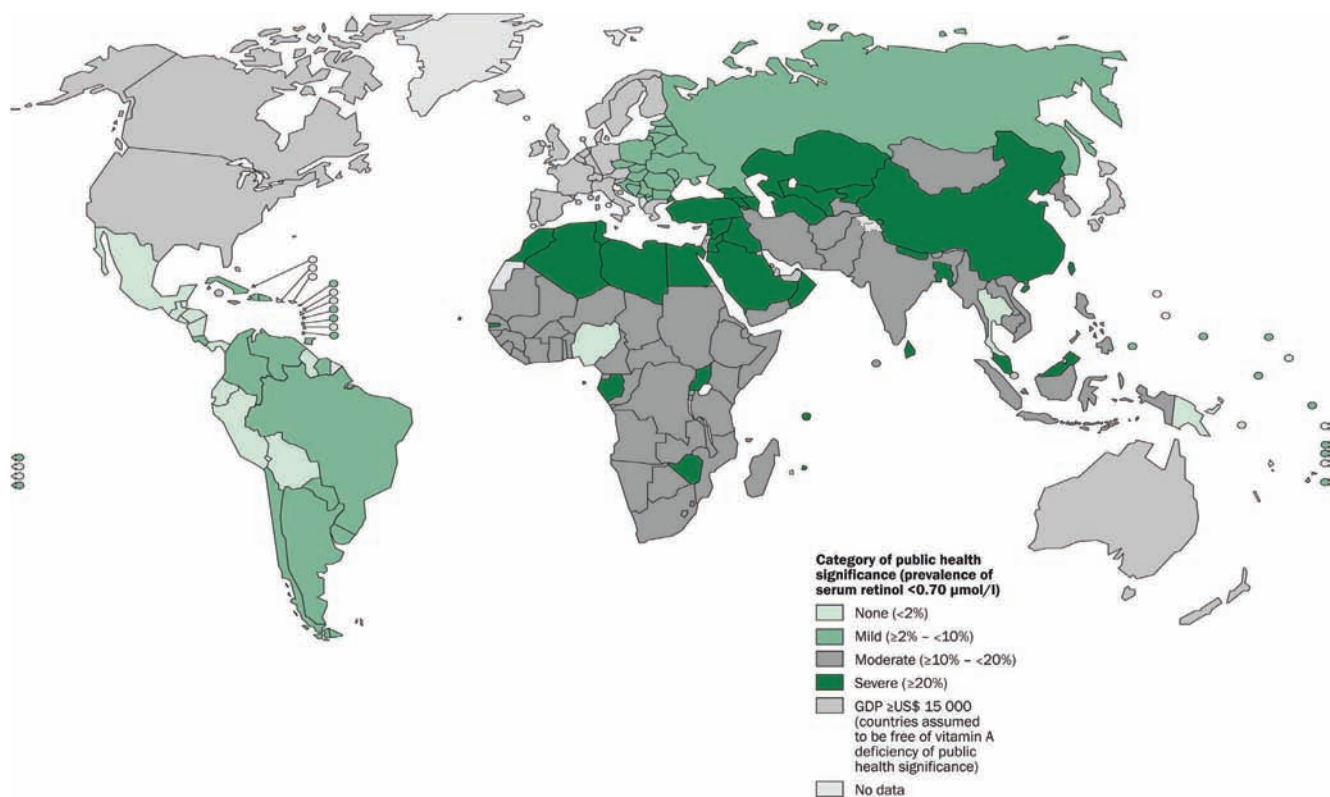 Category of public health
significance (prevalence of
serum retinol <0.70 µmol/l)
None (<2%)
Mild (≥2% – <10%)
Moderate (≥10% – <20%)
Severe (≥20%)
GDP ≥US$ 15 000
(countries assumed
to be free of vitamin A
deficiency of public
health significance)
No data